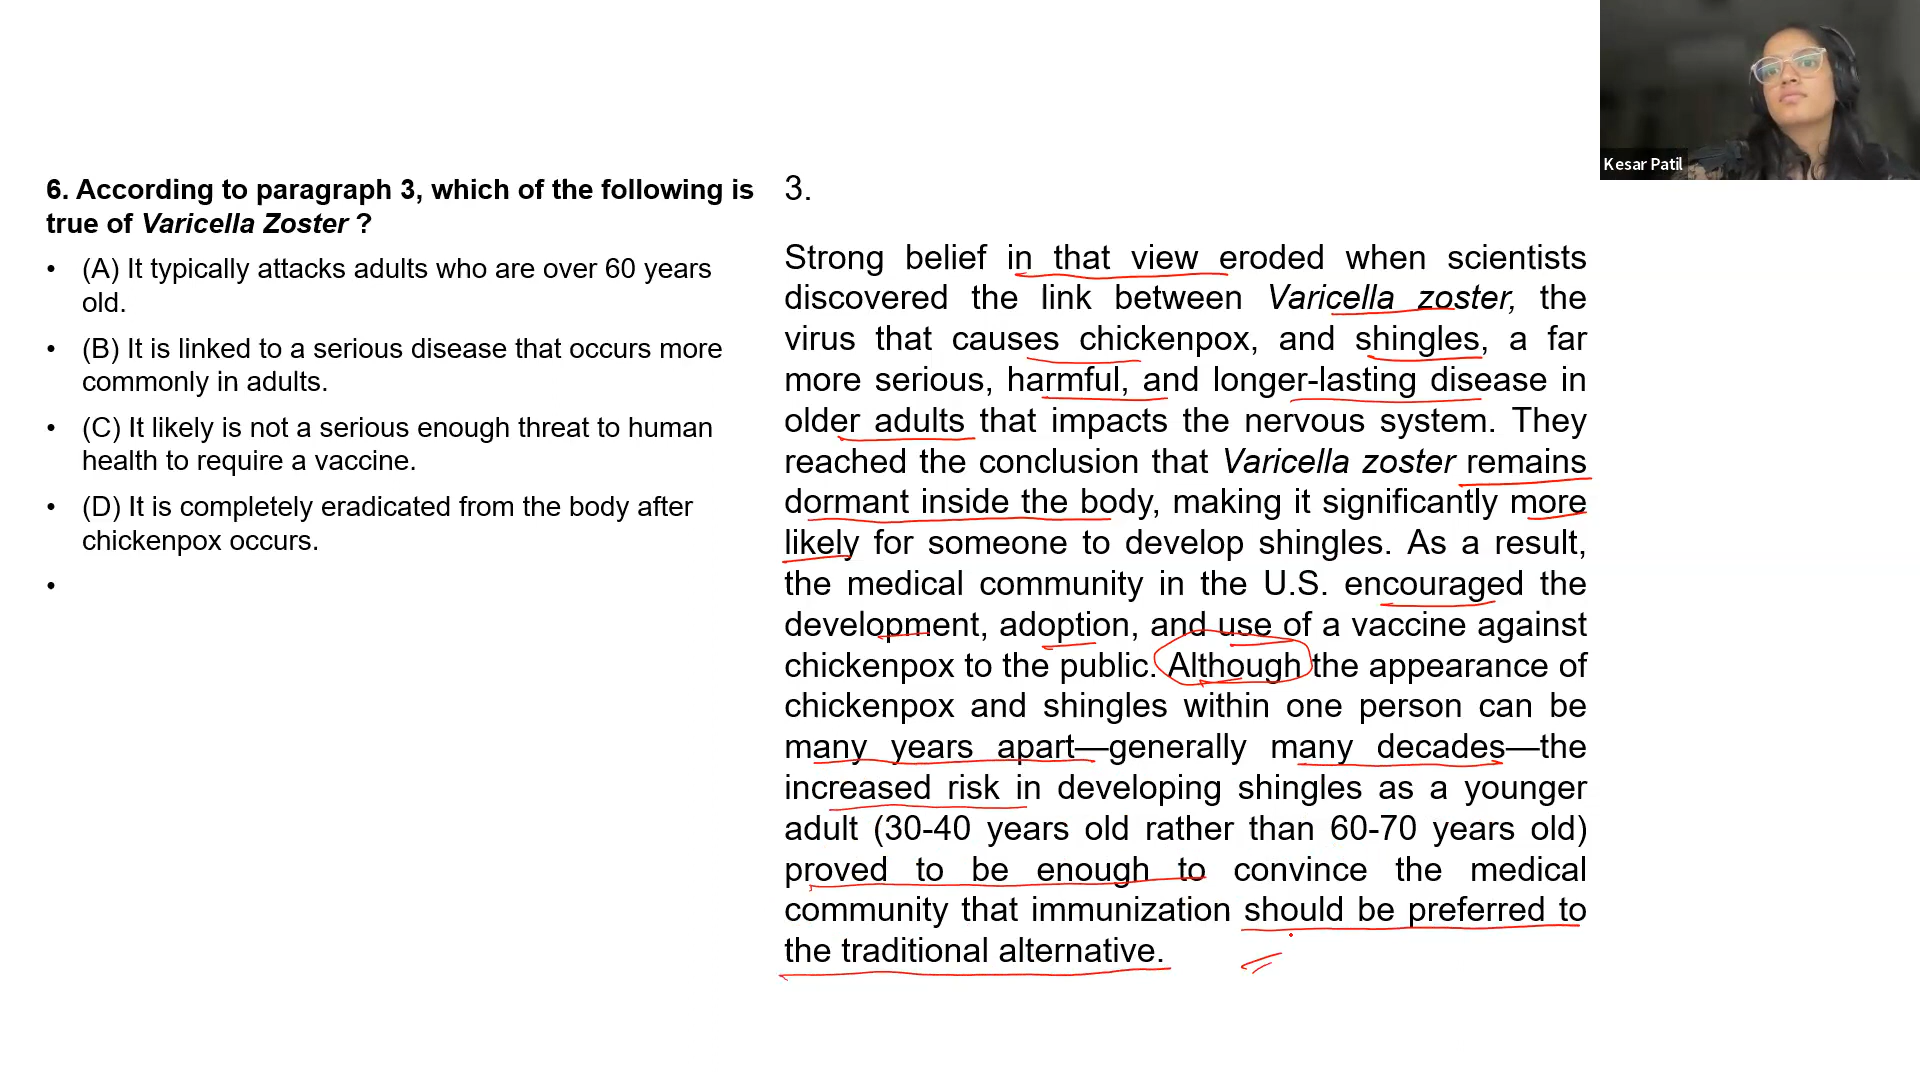 Kesar Patil
6. According to paragraph 3, which of the following is
true of Varicella Zoster ?
• (A) It typically attacks adults who are over 60 years
old.
• (B) It is linked to a serious disease that occurs more
commonly in adults.
• (C) It likely is not a serious enough threat to human
health to require a vaccine.
• (D) It is completely eradicated from the body after
chickenpox occurs.
•
3.
Strong belief in that view eroded when scientists
discovered the link between Varicella zoster, the
virus that causes chickenpox, and shingles, a far
more serious, harmful, and longer-lasting disease in
older adults that impacts the nervous system. They
reached the conclusion that Varicella zoster remains
dormant inside the body, making it significantly more
likely for someone to develop shingles. As a result,
the medical community in the U.S. encouraged the
development, adoption, and use of a vaccine against
chickenpox to the public. Although the appearance of
chickenpox and shingles within one person can be
many years apart—generally many decades—the
increased risk in developing shingles as a younger
adult (30-40 years old rather than 60-70 years old)
proved to be enough to convince the medical
community that immunization should be preferred to
the traditional alternative.